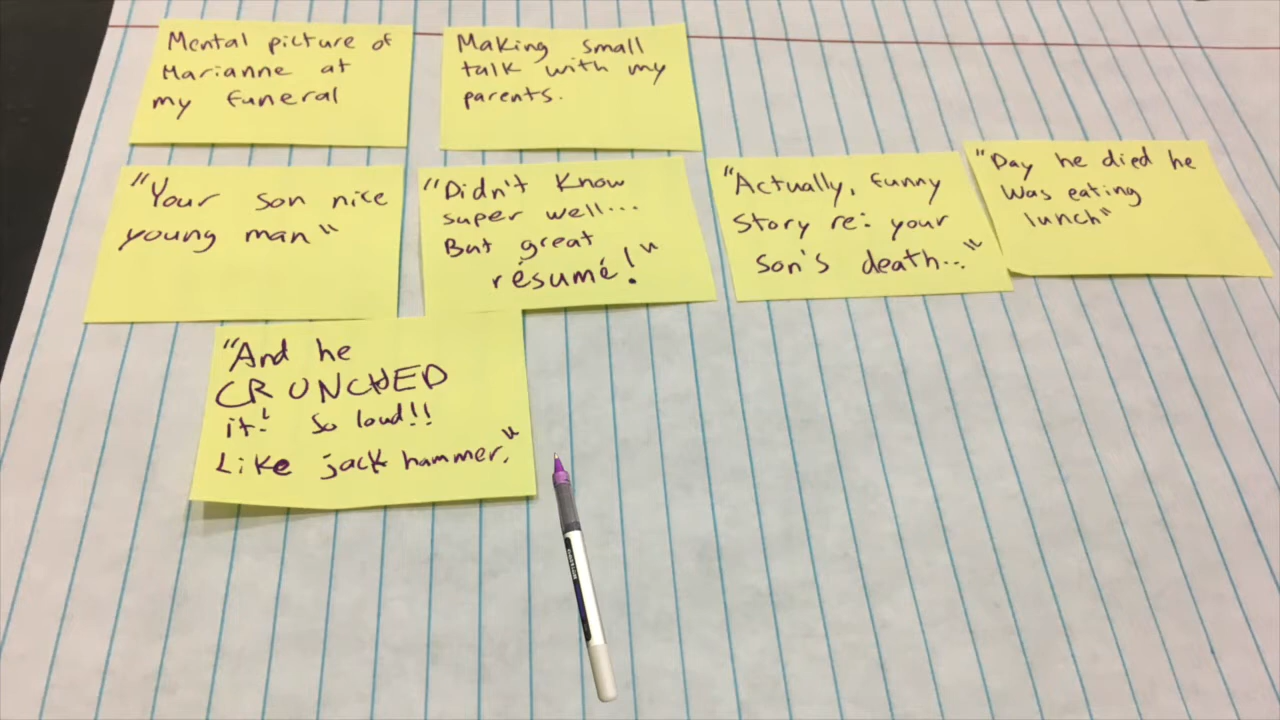 Mental picture of
Marianne at
my funeral
Making small
talk with my
parents.
"Your son nice
young man"
"Didn't know
super well...
But great
résumé!"
"Actually, funny
story re: your
son's death..."
"Day he died he
was eating
lunch"
"And he
CRUNCHED
it! So loud!!
Like jack hammer."